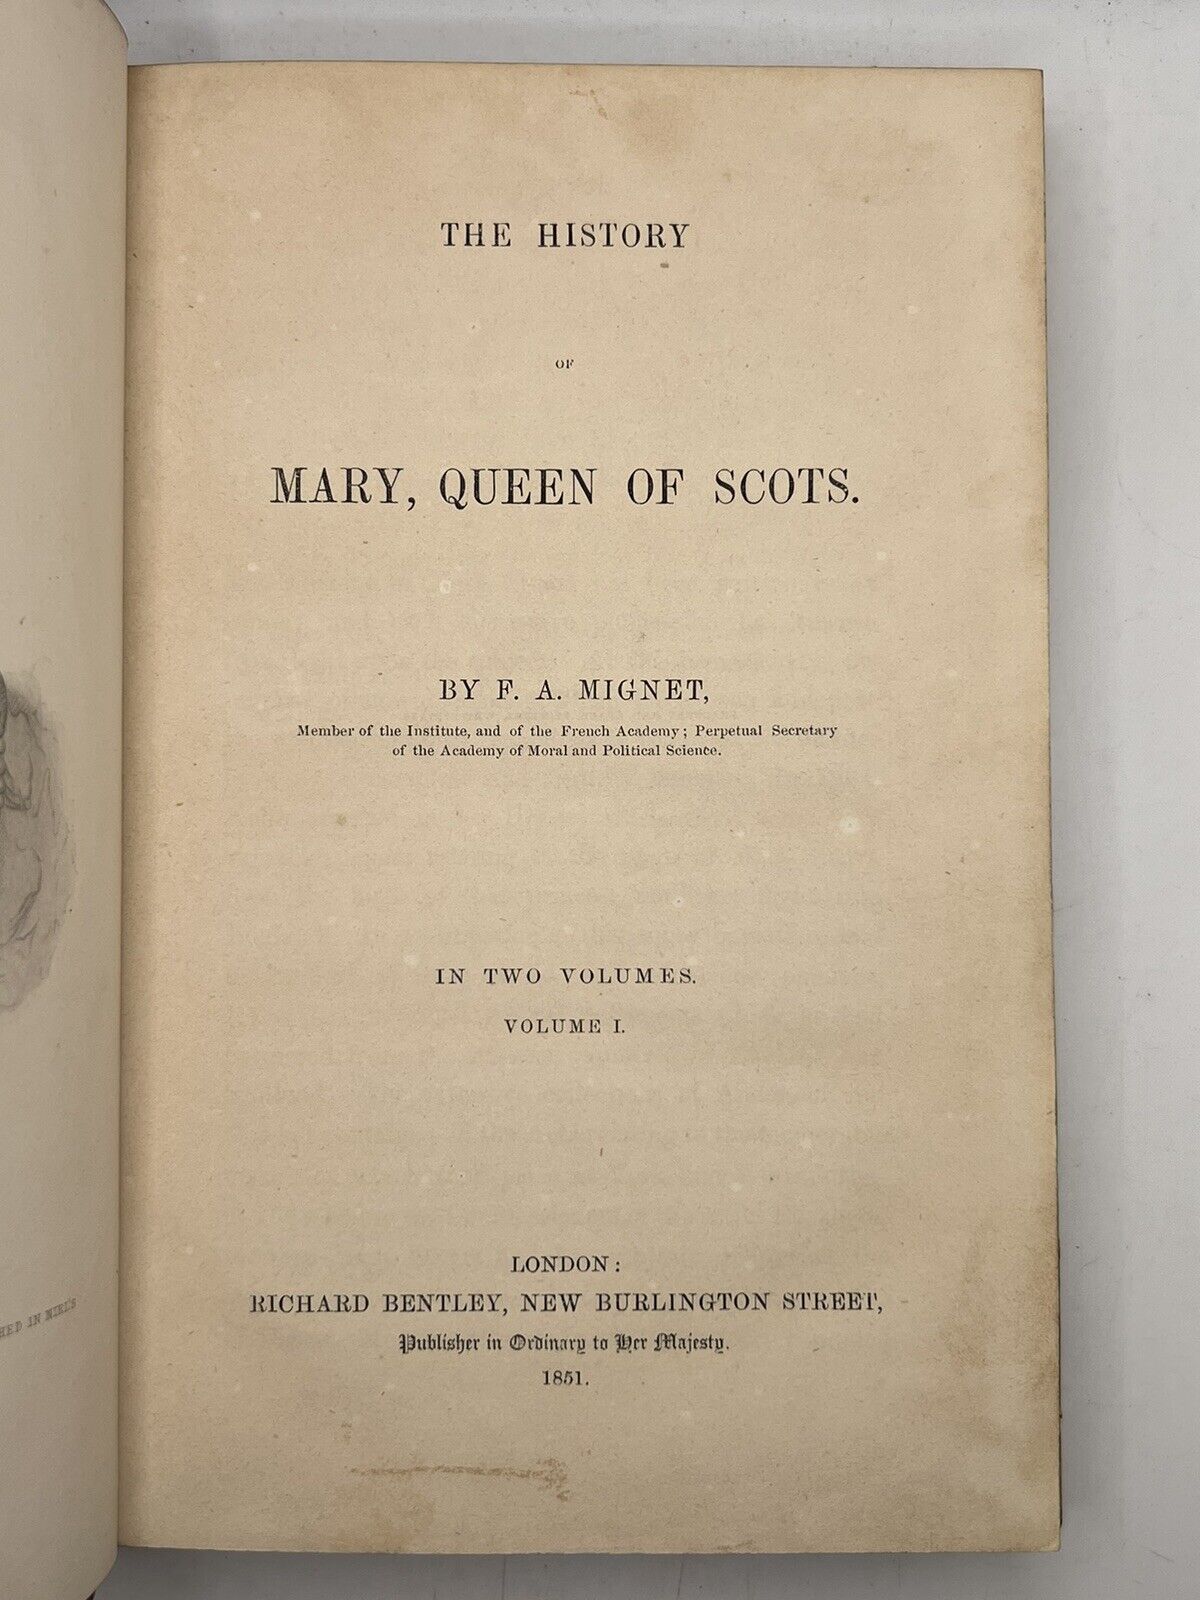 THE HISTORY
OF
MARY, QUEEN OF SCOTS.
BY F. A. MIGNET,
Member of the Institute, and of the French Academy; Perpetual Secretary
of the Academy of Moral and Political Science.
IN TWO VOLUMES.
VOLUME I.
LONDON:
RICHARD BENTLEY, NEW BURLINGTON STREET,
Publisher in Ordinary to Her Majesty.
1851.